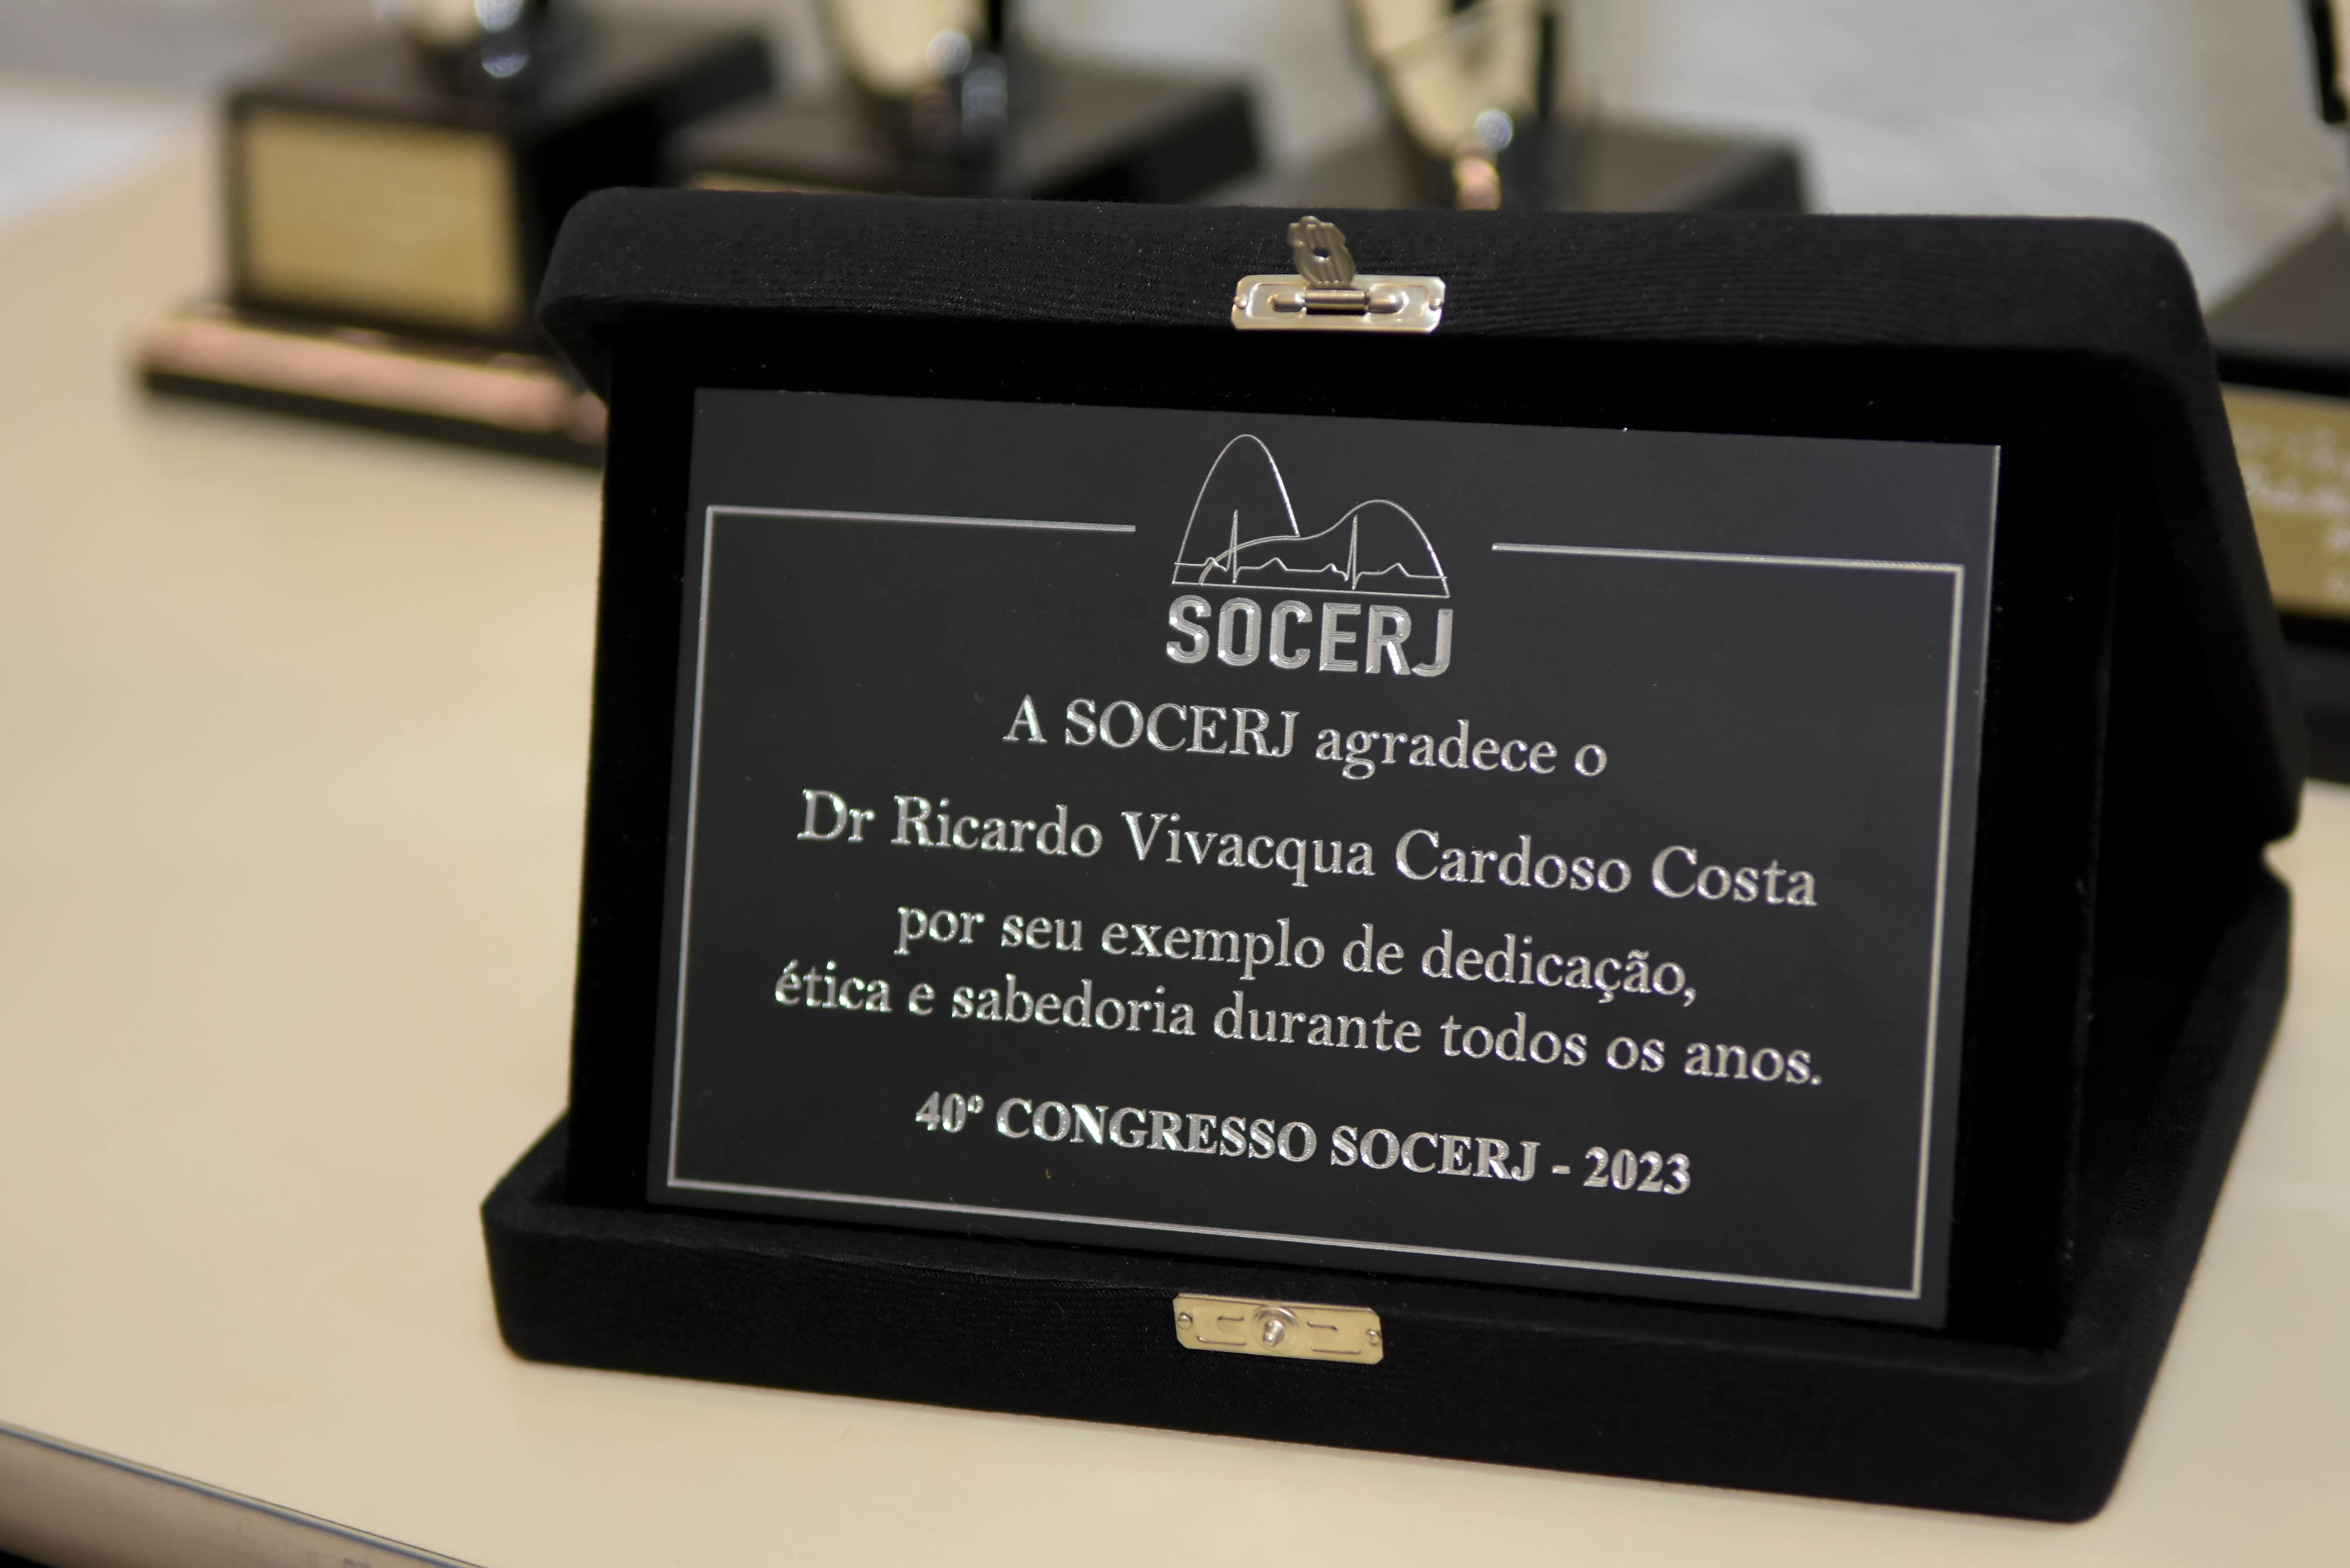 SOCERJ
A SOCERJ agradece o
Dr Ricardo Vivacqua Cardoso Costa
por seu exemplo de dedicação,
ética e sabedoria durante todos os anos.
40º CONGRESSO SOCERJ - 2023